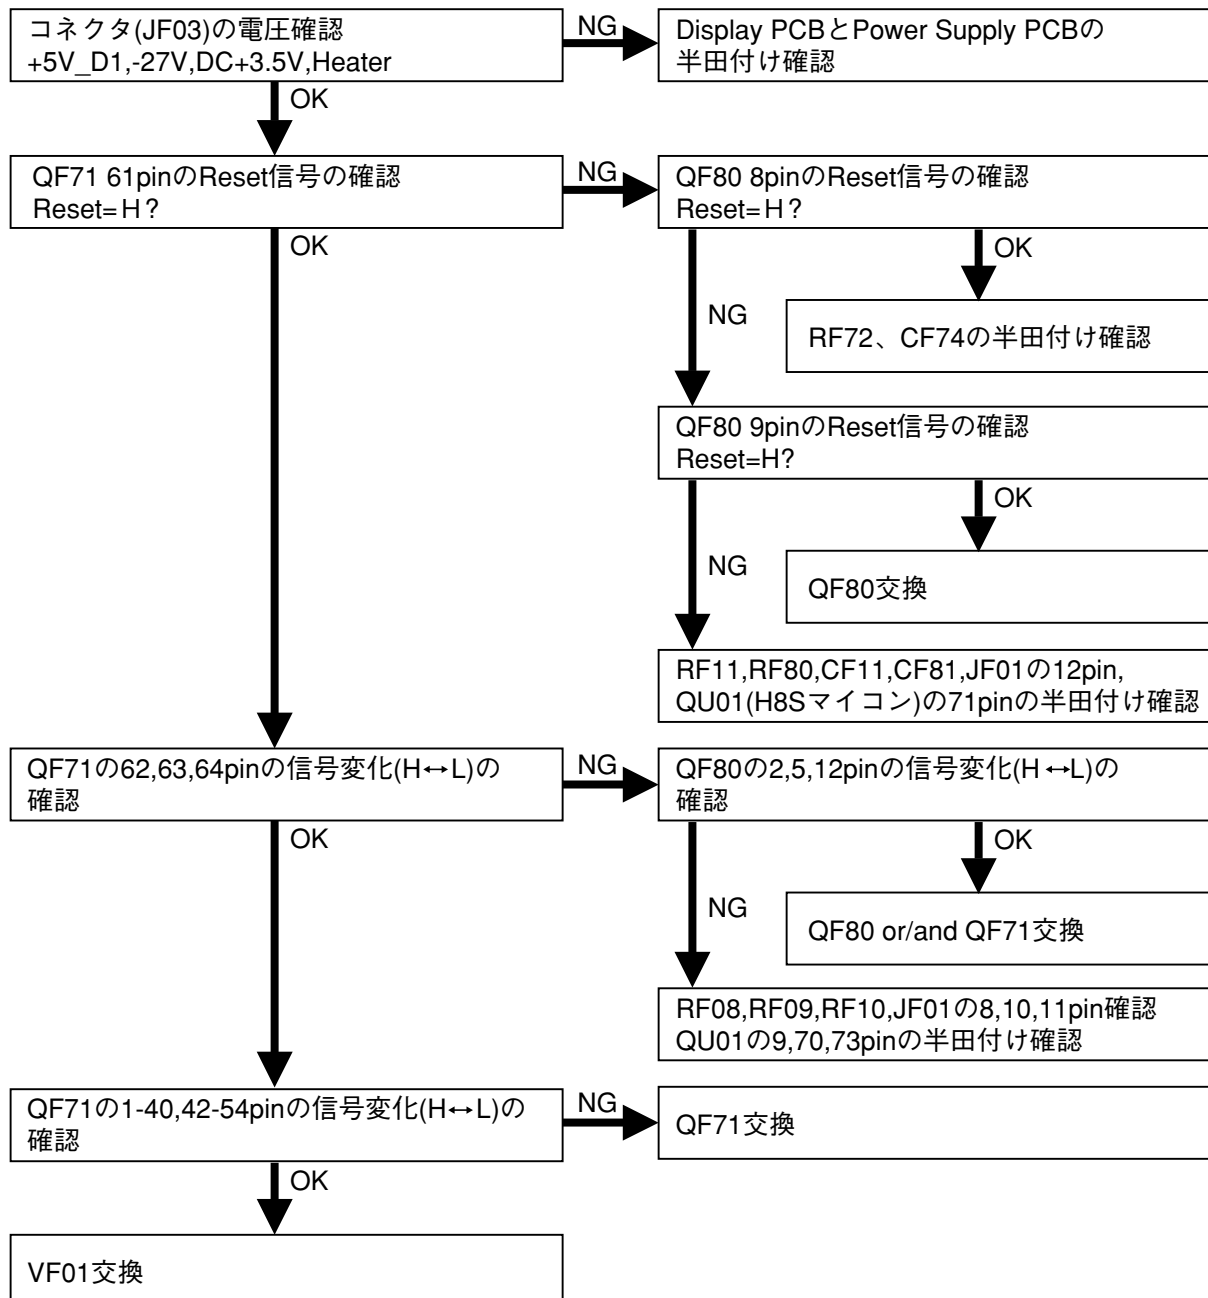 コネクタ(JF03)の電圧確認
+5V_D1,-27V,DC+3.5V,Heater
NG
Display PCBとPower Supply PCBの
半田付け確認
OK
QF71 61pinのReset信号の確認
Reset=H?
NG
QF80 8pinのReset信号の確認
Reset=H?
OK
OK
NG
RF72、CF74の半田付け確認
QF80 9pinのReset信号の確認
Reset=H?
OK
NG
QF80交換
RF11,RF80,CF11,CF81,JF01の12pin,
QU01(H8Sマイコン)の71pinの半田付け確認
QF71の62,63,64pinの信号変化(H↔L)の
確認
NG
QF80の2,5,12pinの信号変化(H↔L)の
確認
OK
OK
NG
QF80 or/and QF71交換
RF08,RF09,RF10,JF01の8,10,11pin確認
QU01の9,70,73pinの半田付け確認
QF71の1-40,42-54pinの信号変化(H↔L)の
確認
NG
QF71交換
OK
VF01交換